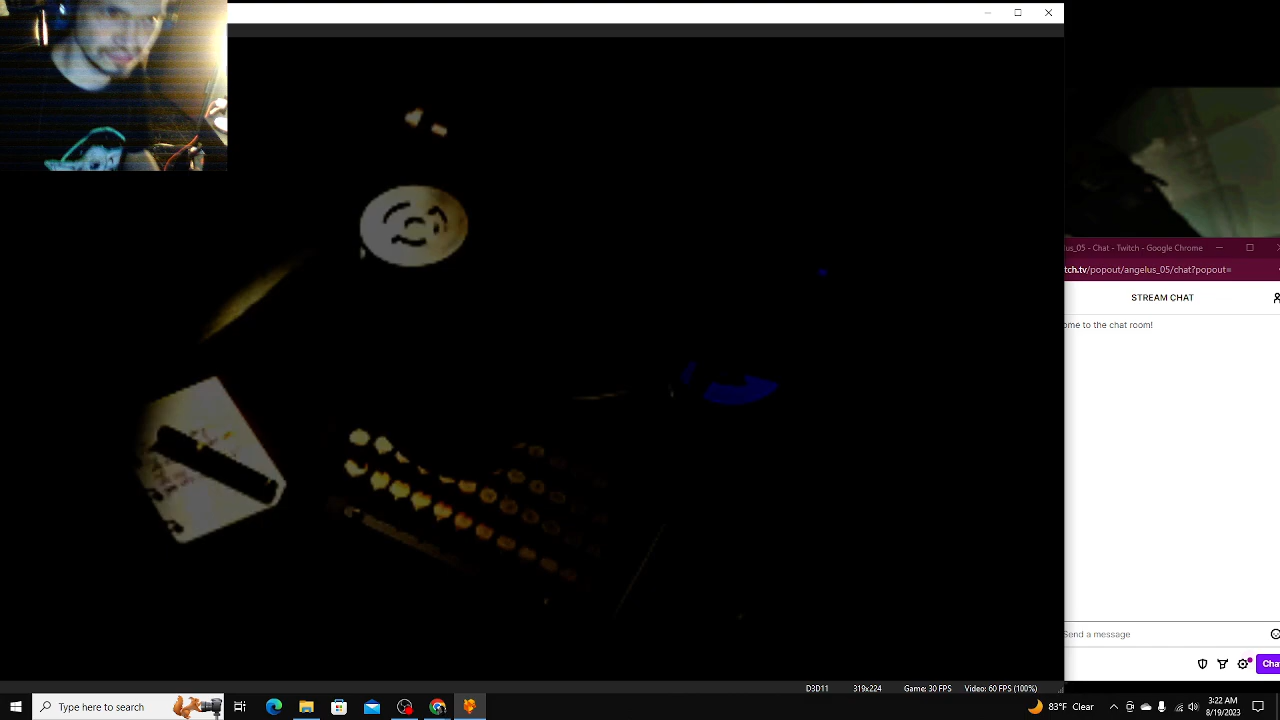 us_05 - Chat - Twitch - Google Chrome
tch.tv/popout/angelus_05/chat?popout=
STREAM CHAT
ome to the chat room!
Send a message
Cha
D3D11
319x224
Game: 30 FPS
Video: 60 FPS (100%)
Type here to search
83°F Clear
3:22 AM
9/19/2023